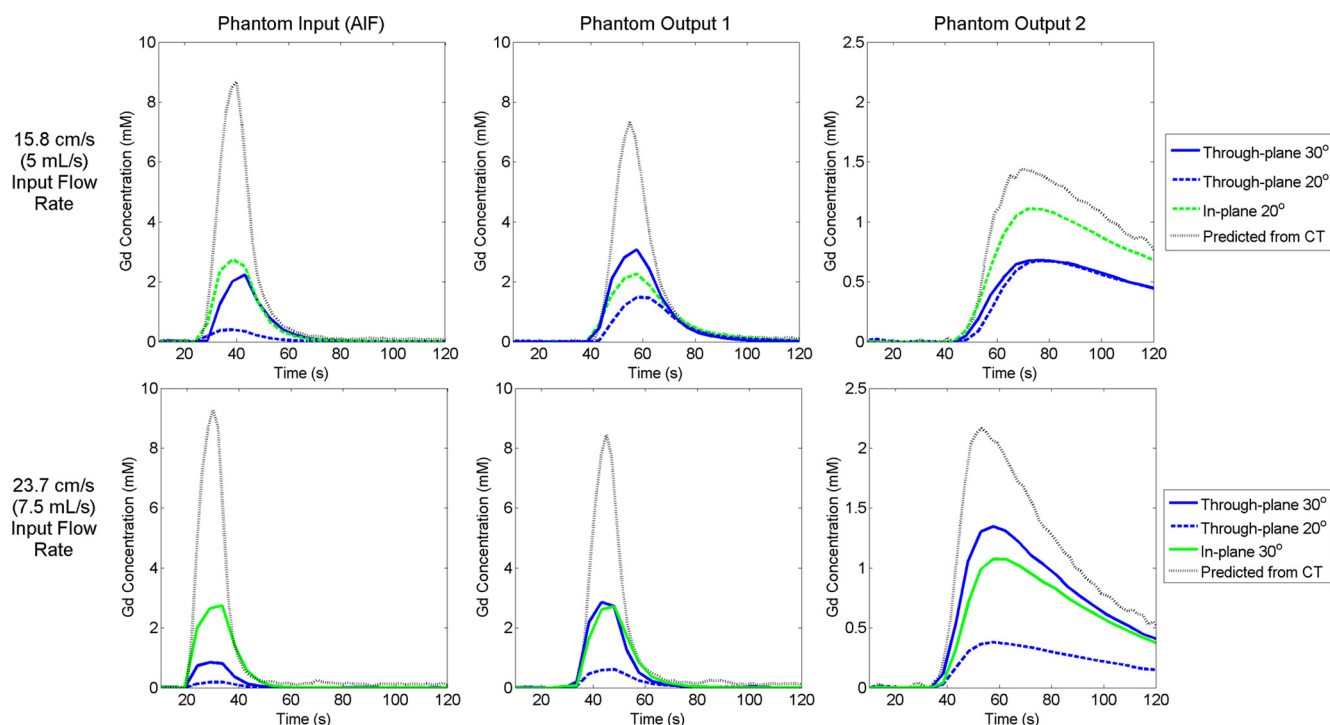 Phantom Input (AIF)
Phantom Output 1
Phantom Output 2
15.8 cm/s
(5 mL/s)
Input Flow
Rate
Gd Concentration (mM)
10
8
6
4
2
0
20 40 60 80 100 120
Time (s)
Gd Concentration (mM)
10
8
6
4
2
0
20 40 60 80 100 120
Time (s)
Gd Concentration (mM)
2.5
2
1.5
1
0.5
0
20 40 60 80 100 120
Time (s)
Through-plane 30°
Through-plane 20°
In-plane 20°
Predicted from CT
23.7 cm/s
(7.5 mL/s)
Input Flow
Rate
Gd Concentration (mM)
10
8
6
4
2
0
20 40 60 80 100 120
Time (s)
Gd Concentration (mM)
10
8
6
4
2
0
20 40 60 80 100 120
Time (s)
Gd Concentration (mM)
2.5
2
1.5
1
0.5
0
20 40 60 80 100 120
Time (s)
Through-plane 30°
Through-plane 20°
In-plane 30°
Predicted from CT